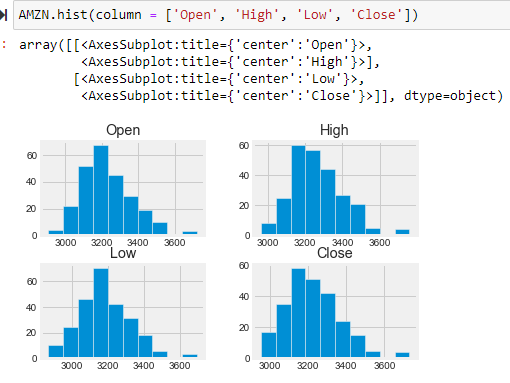 AMZN.hist(column = ['Open', 'High', 'Low', 'Close'])
: array([[<AxesSubplot:title={'center':'Open'}>,
<AxesSubplot:title={'center':'High'}>],
[<AxesSubplot:title={'center':'Low'}>,
<AxesSubplot:title={'center':'Close'}>]], dtype=object)
Open
60
40
20
0
3000 3200 3400 3600
High
60
40
20
0
3000 3200 3400 3600
Low
60
40
20
0
3000 3200 3400 3600
Close
60
40
20
0
3000 3200 3400 3600